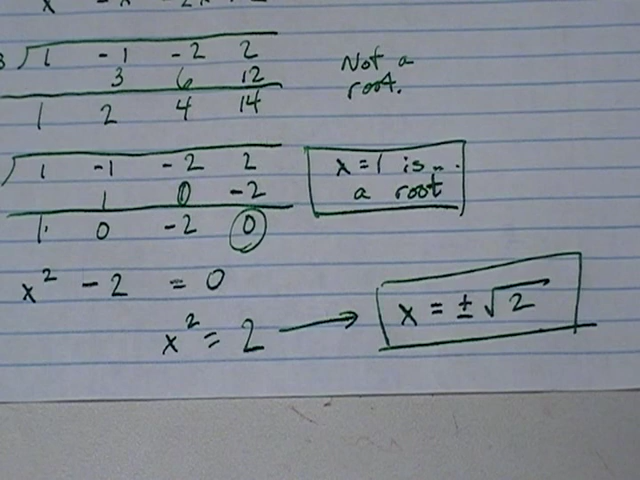 3 1 -1 -2 2
3 6 12
1 2 4 14
Not a
root.
1 -1 -2 2
1 0 -2
1 0 -2 0
x = 1 is
a root
x² - 2 = 0
x² = 2 → x = ± √2